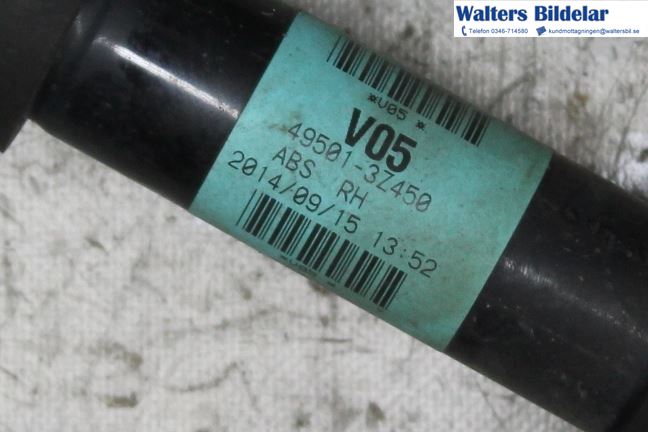 Walters Bildelar
Telefon 0346-714580 kundmottagningen@waltersbil.se
*V05 *
V05
49501-3Z450
ABS RH
2014/09/15 13:52